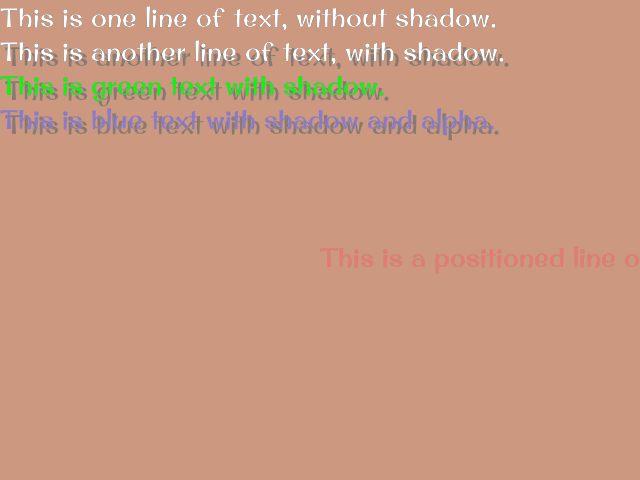 This is one line of text, without shadow.
This is another line of text, with shadow.
This is green text with shadow.
This is blue text with shadow and alpha.
This is a positioned line o